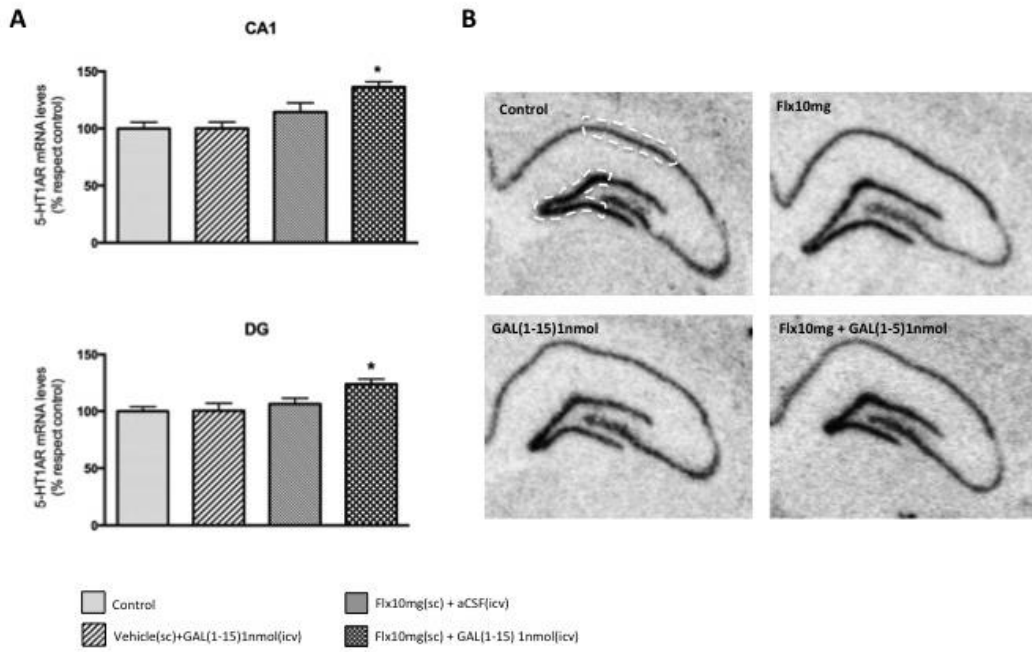 A
CA1
5-HT1AR mRNA leves
(% respect control)
150
100
50
0
*
DG
5-HT1AR mRNA leves
(% respect control)
150
100
50
0
*
Control
Vehicle(sc)+GAL(1-15)1nmol(icv)
Flx10mg(sc) + aCSF(icv)
Flx10mg(sc) + GAL(1-15) 1nmol(icv)
B
Control
Flx10mg
GAL(1-15)1nmol
Flx10mg + GAL(1-5)1nmol